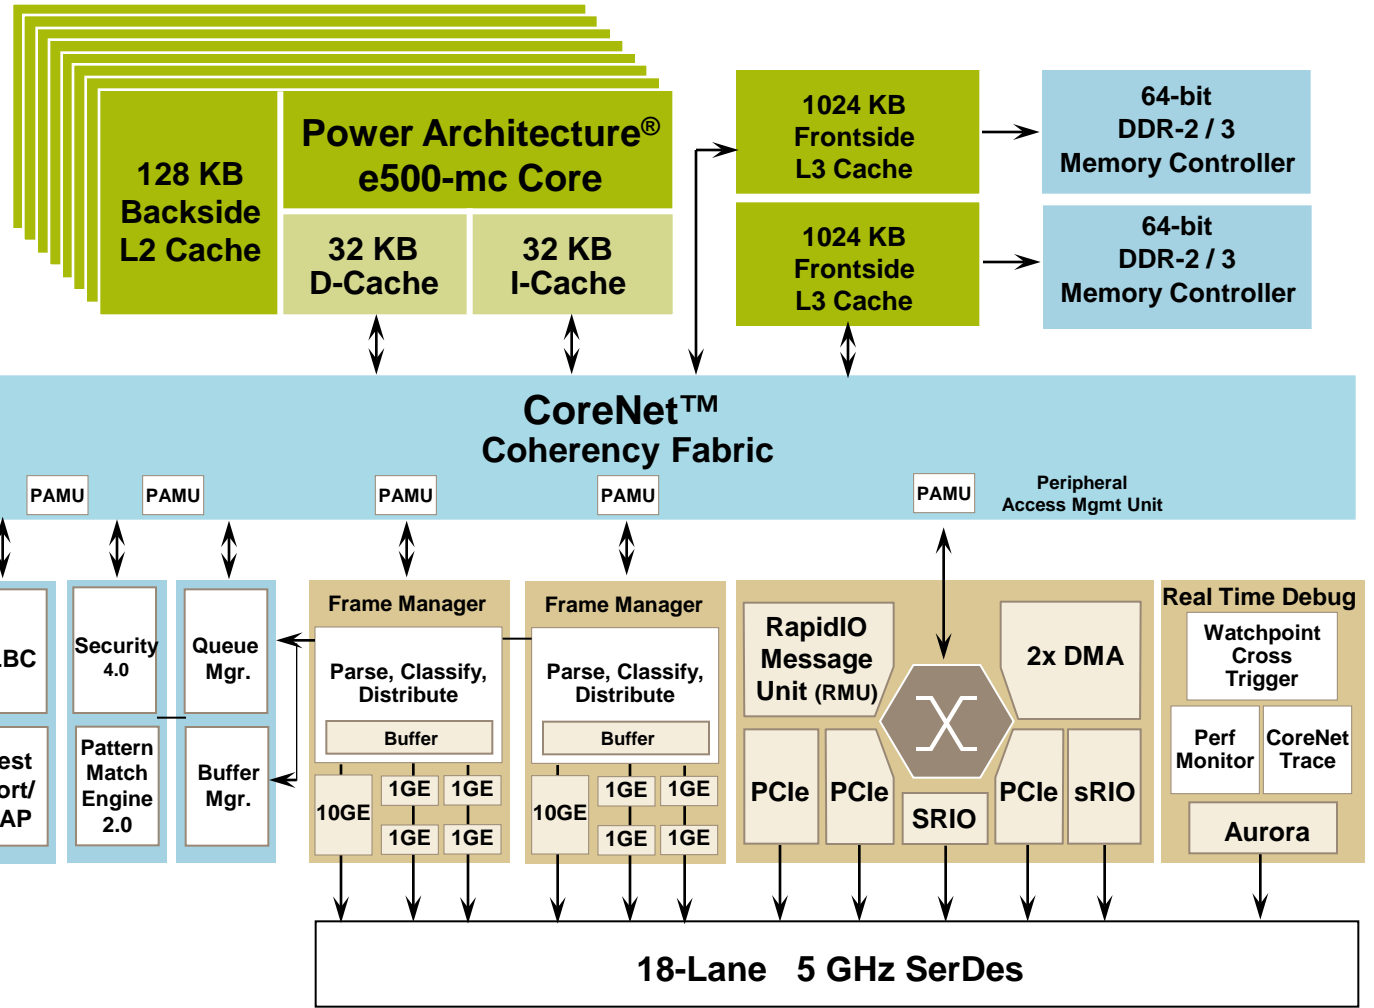 128 KB
Backside
L2 Cache
Power Architecture®
e500-mc Core
32 KB
D-Cache
32 KB
I-Cache
1024 KB
Frontside
L3 Cache
64-bit
DDR-2 / 3
Memory Controller
1024 KB
Frontside
L3 Cache
64-bit
DDR-2 / 3
Memory Controller
CoreNet™
Coherency Fabric
PAMU
PAMU
PAMU
PAMU
PAMU
Peripheral
Access Mgmt Unit
BC
est
ort/
AP
Security
4.0
Pattern
Match
Engine
2.0
Queue
Mgr.
Buffer
Mgr.
Frame Manager
Parse, Classify,
Distribute
Buffer
10GE
1GE
1GE
1GE
1GE
Frame Manager
Parse, Classify,
Distribute
Buffer
10GE
1GE
1GE
1GE
1GE
RapidIO
Message
Unit (RMU)
2x DMA
PCIe
PCIe
SRIO
PCIe
sRIO
Real Time Debug
Watchpoint
Cross
Trigger
Perf
Monitor
CoreNet
Trace
Aurora
18-Lane 5 GHz SerDes